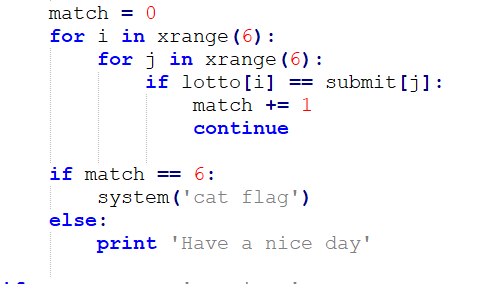 match = 0
for i in xrange(6):
for j in xrange(6):
if lotto[i] == submit[j]:
match += 1
continue
if match == 6:
system('cat flag')
else:
print 'Have a nice day'